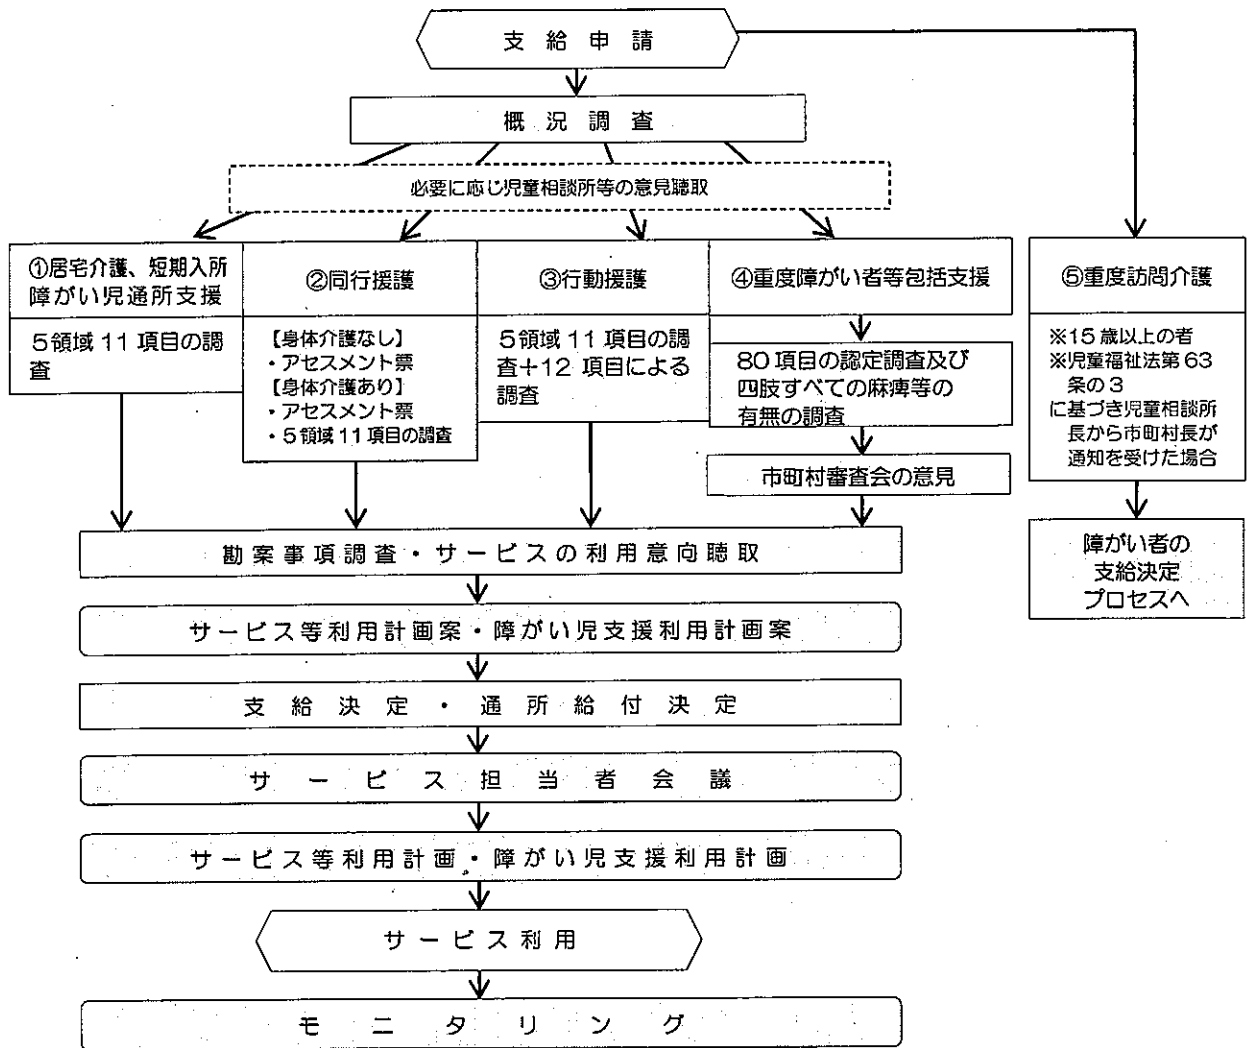 支給申請
概況調査
必要に応じ児童相談所等の意見聴取
①居宅介護、短期入所
障がい児通所支援
5領域11項目の調
査
②同行援護
【身体介護なし】
・アセスメント票
【身体介護あり】
・アセスメント票
・5領域11項目の調査
③行動援護
5領域11項目の調
査+12項目による
調査
④重度障がい者等包括支援
80項目の認定調査及び
四肢すべての麻痺等の
有無の調査
市町村審査会の意見
⑤重度訪問介護
※15歳以上の者
※児童福祉法第63
条の3
に基づき児童相談所
長から市町村長が
通知を受けた場合
障がい者の
支給決定
プロセスへ
勘案事項調査・サービスの利用意向聴取
サービス等利用計画案・障がい児支援利用計画案
支給決定・通所給付決定
サービス担当者会議
サービス等利用計画・障がい児支援利用計画
サービス利用
モニタリング